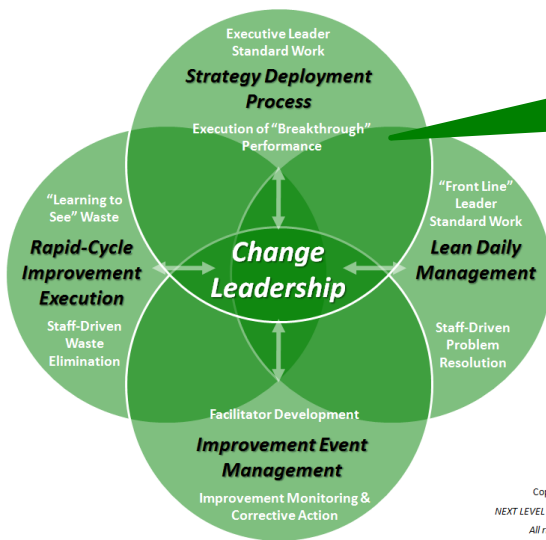 Executive Leader
Standard Work
Strategy Deployment
Process
Execution of “Breakthrough”
Performance
“Learning to
See” Waste
Rapid-Cycle
Improvement
Execution
Staff-Driven
Waste
Elimination
Change
Leadership
“Front Line”
Leader
Standard Work
Lean Daily
Management
Staff-Driven
Problem
Resolution
Facilitator Development
Improvement Event
Management
Improvement Monitoring &
Corrective Action
NEXT LEVEL
All